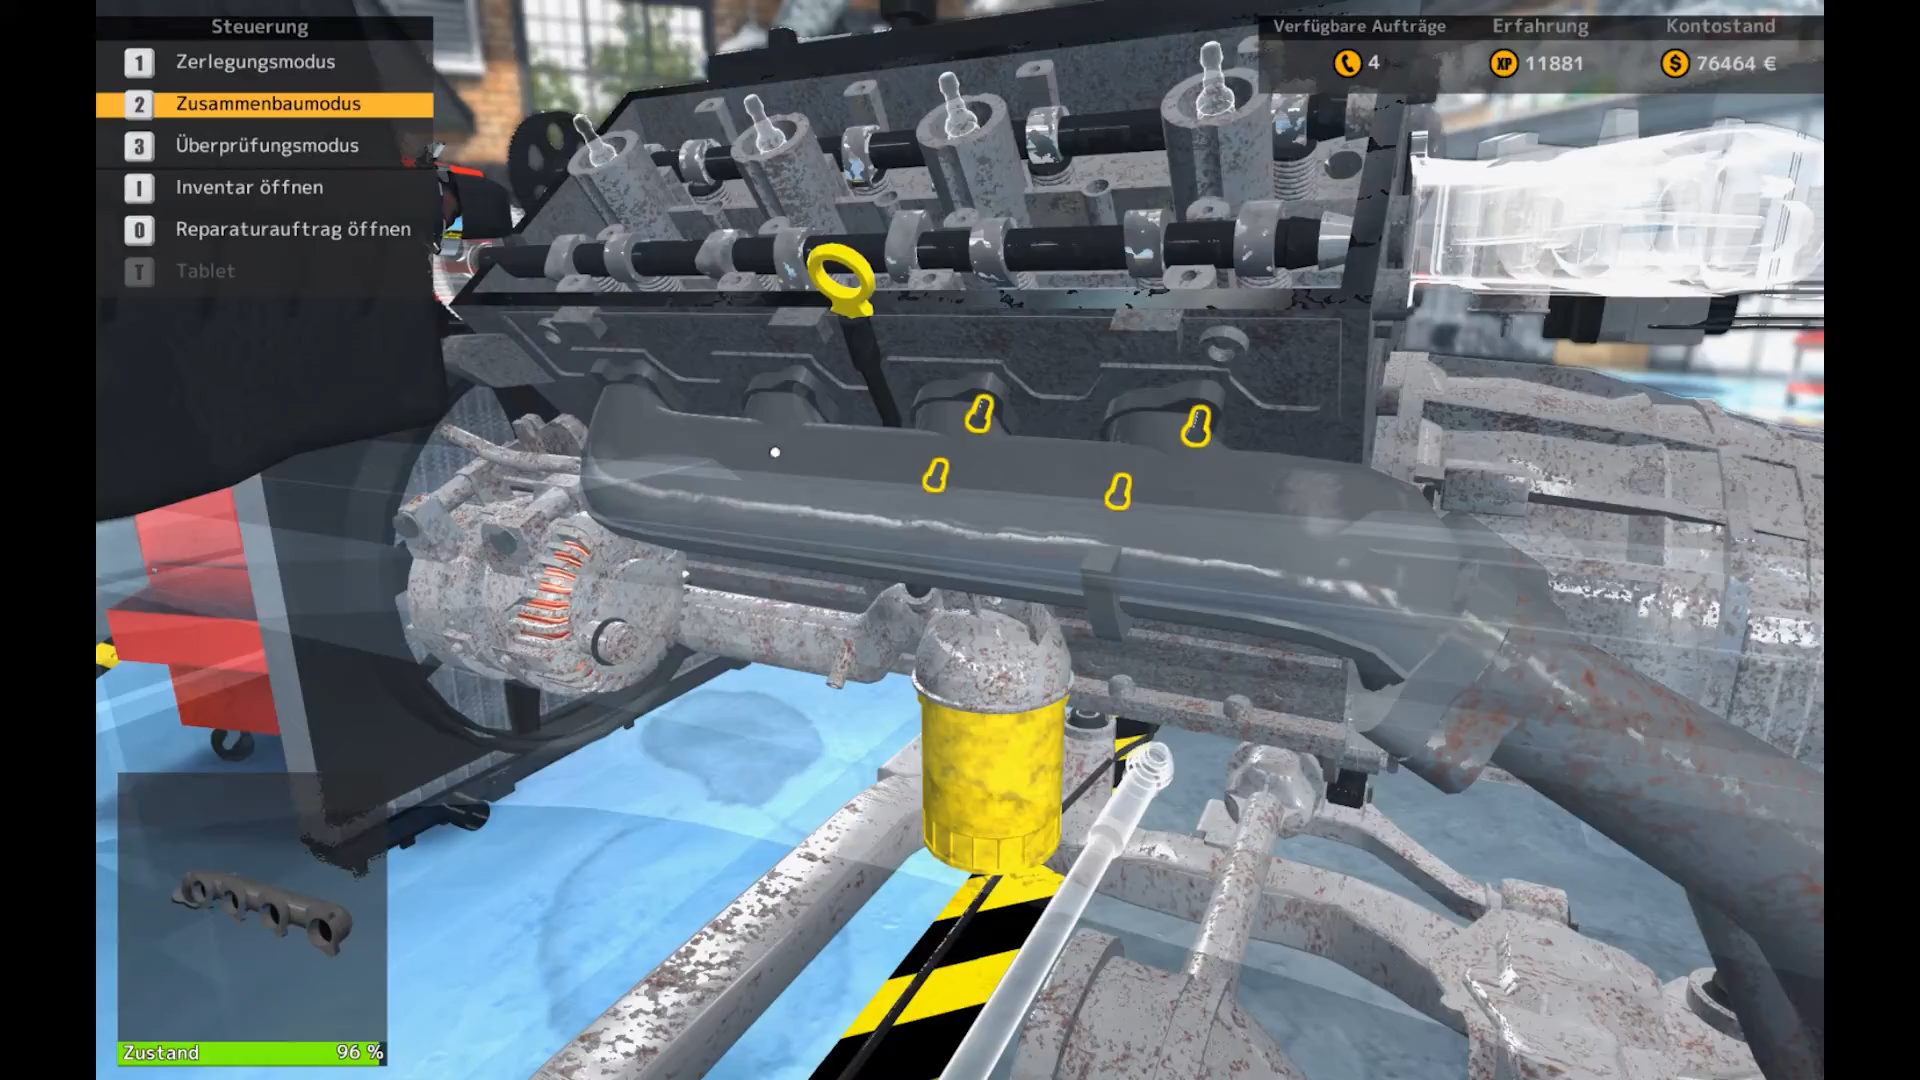 Steuerung
1 Zerlegungsmodus
2 Zusammenbaumodus
3 Überprüfungsmodus
I Inventar öffnen
O Reparaturauftrag öffnen
T Tablet
Verfügbare Aufträge Erfahrung Kontostand
4 XP 11881 $ 76464 €
Zustand 96 %